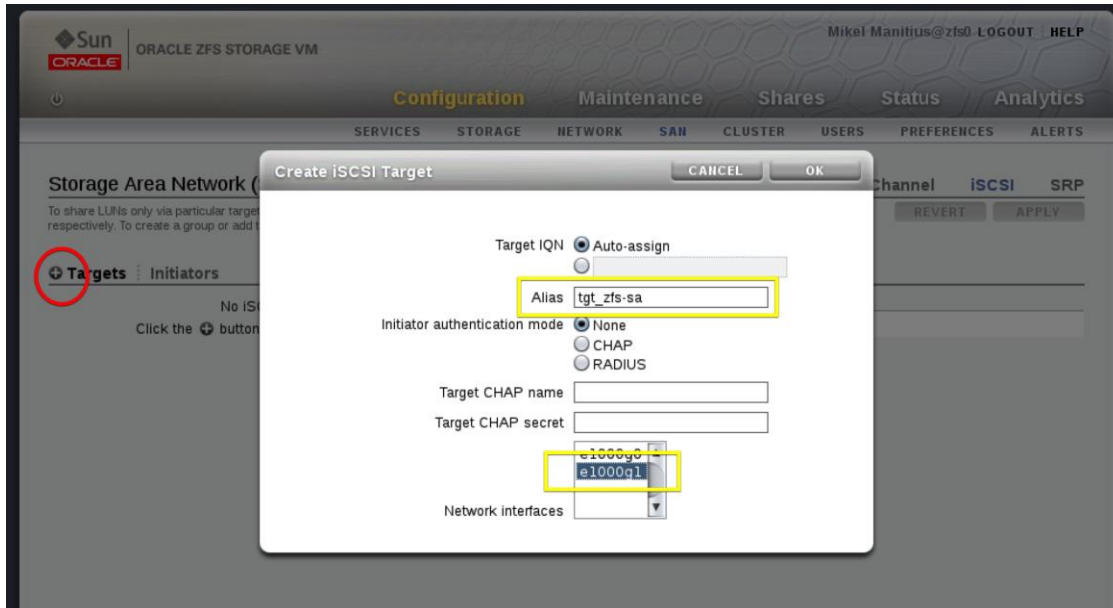 Sun
ORACLE
ORACLE ZFS STORAGE VM
Mikel Manitius@zfs0 LOGOUT HELP
Configuration Maintenance Shares Status Analytics
SERVICES STORAGE NETWORK SAN CLUSTER USERS PREFERENCES ALERTS
Create iSCSI Target CANCEL OK
Storage Area Network ( Channel iSCSI SRP
To share LUNs only via particular target REVERT APPLY
respectively. To create a group or add t
Target IQN Auto-assign
Targets Initiators
Alias tgt_zfs-sa
No iS
Initiator authentication mode None
Click the button
CHAP
RADIUS
Target CHAP name
Target CHAP secret
e1000g0
e1000g1
Network interfaces